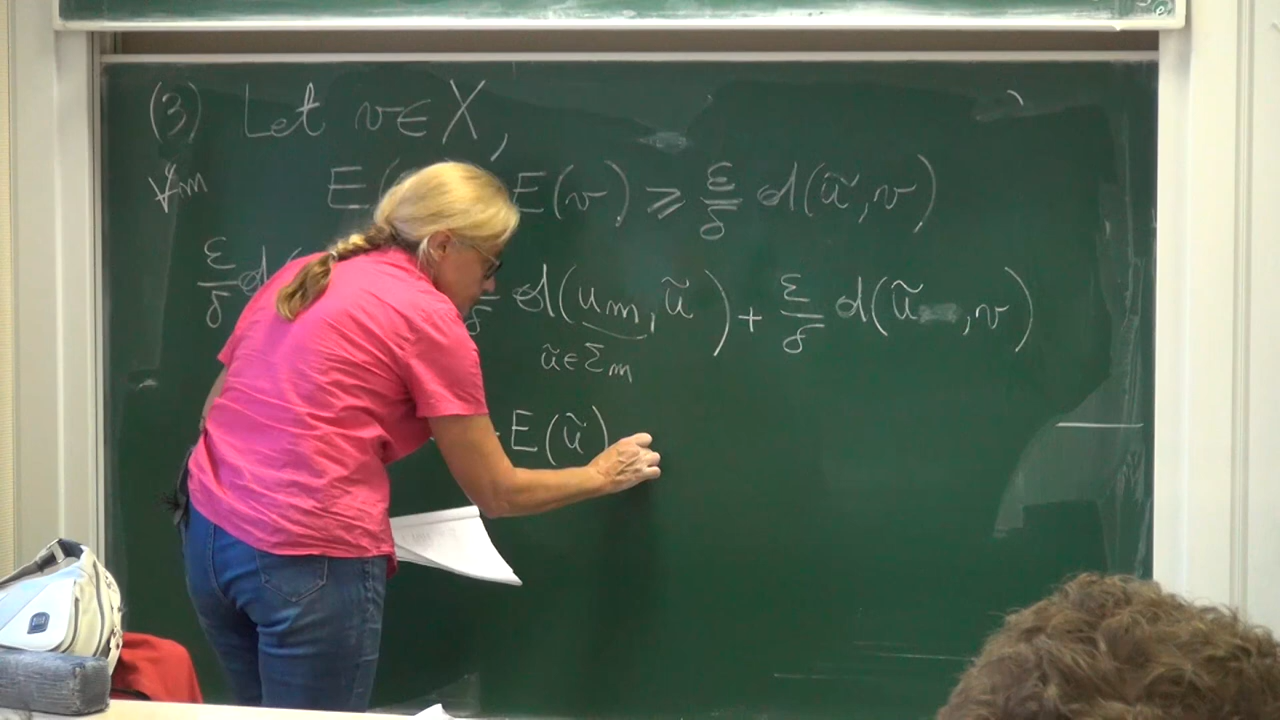 (3) Let v ∈ X,
∀m E( E(v) ≥ ε/δ d(ũ, v)
ε/δ d( /δ d(um, ũ) + ε/δ d(ũ , v)
ũ ∈ Σm
E(ũ)